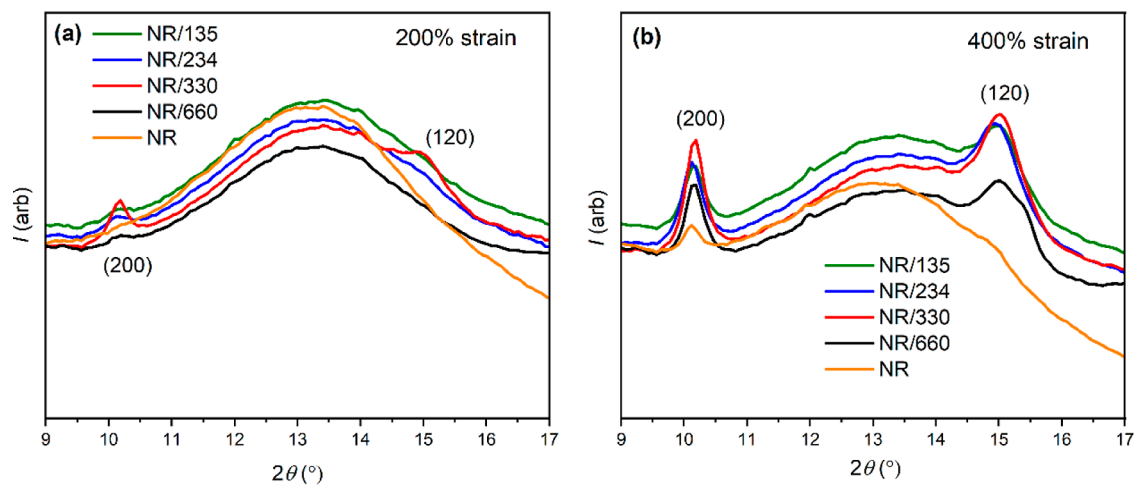 (a)
200% strain
NR/135
NR/234
NR/330
NR/660
NR
(200)
(120)
I (arb)
9 10 11 12 13 14 15 16 17
2θ (°)
(b)
400% strain
(200)
(120)
NR/135
NR/234
NR/330
NR/660
NR
I (arb)
9 10 11 12 13 14 15 16 17
2θ (°)